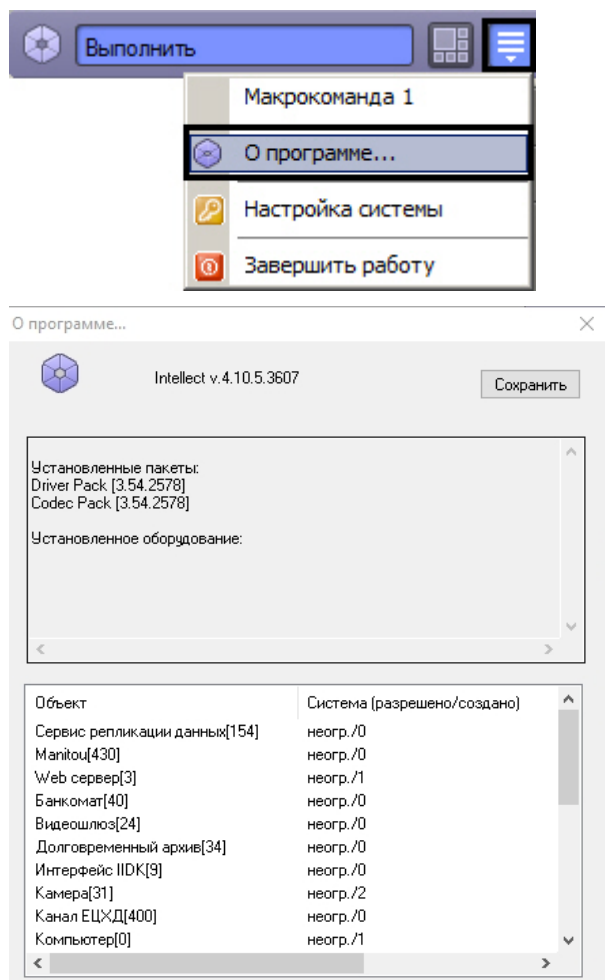 Выполнить
Макрокоманда 1
О программе...
Настройка системы
Завершить работу
О программе...
Intellect v.4.10.5.3607
Сохранить
Установленные пакеты:
Driver Pack [3.54.2578]
Codec Pack [3.54.2578]
Установленное оборудование:
Объект Система (разрешено/создано)
Сервис репликации данных[154] неогр./0
Manitou[430] неогр./0
Web сервер[3] неогр./1
Банкомат[40] неогр./0
Видеошлюз[24] неогр./0
Долговременный архив[34] неогр./0
Интерфейс IIDK[9] неогр./0
Камера[31] неогр./2
Канал ЕЦХД[400] неогр./0
Компьютер[0] неогр./1